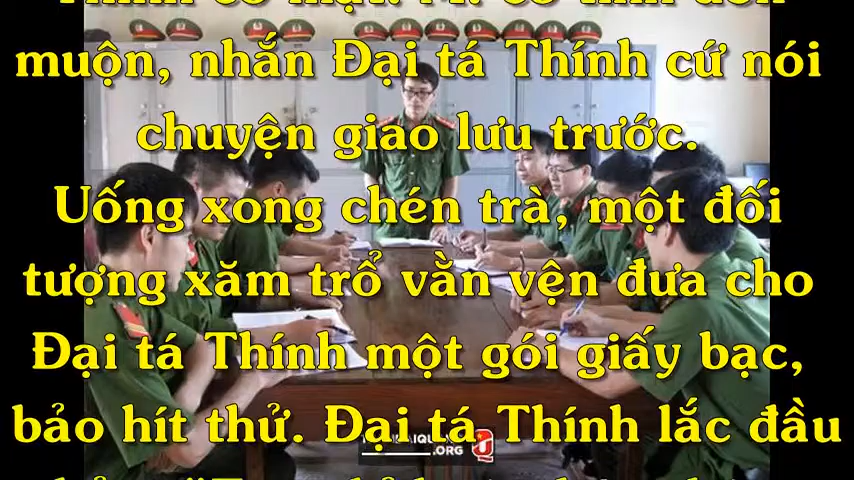 muộn, nhắn Đại tá Thính cứ nói
chuyện giao lưu trước.
Uống xong chén trà, một đối
tượng xăm trổ vằn vện đưa cho
Đại tá Thính một gói giấy bạc,
bảo hít thử. Đại tá Thính lắc đầu
.ORG